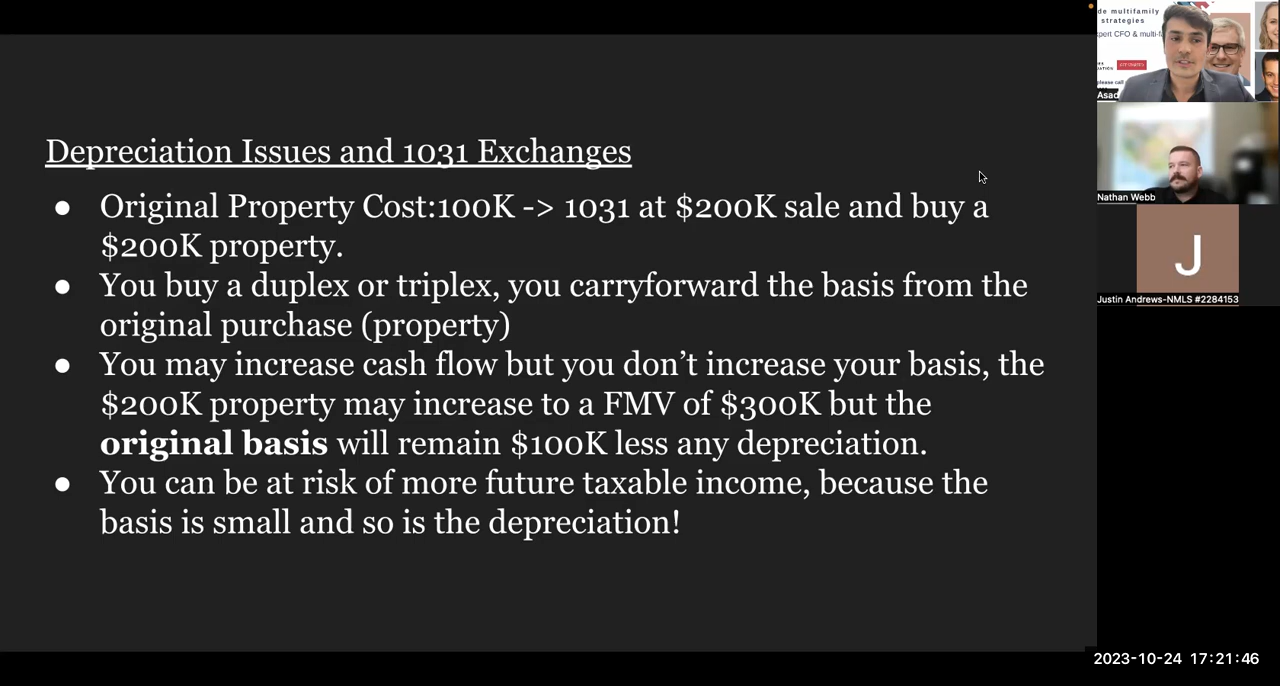 Depreciation Issues and 1031 Exchanges
● Original Property Cost:100K -> 1031 at $200K sale and buy a
$200K property.
● You buy a duplex or triplex, you carryforward the basis from the
original purchase (property)
● You may increase cash flow but you don’t increase your basis, the
$200K property may increase to a FMV of $300K but the
original basis will remain $100K less any depreciation.
● You can be at risk of more future taxable income, because the
basis is small and so is the depreciation!
multifamily
strategies
CFO & multi-f
please call
Asad
Nathan Webb
J
Justin Andrews-NMLS #2284153
2023-10-24 17:21:46